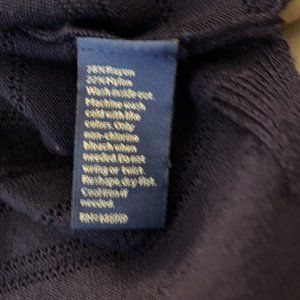 78% Rayon
22% Nylon
Wash inside out.
Machine wash
cold with like
colors. Only
non-chlorine
bleach when
needed. Do not
wring or twist.
Reshape, dry flat.
Cool iron if
needed.